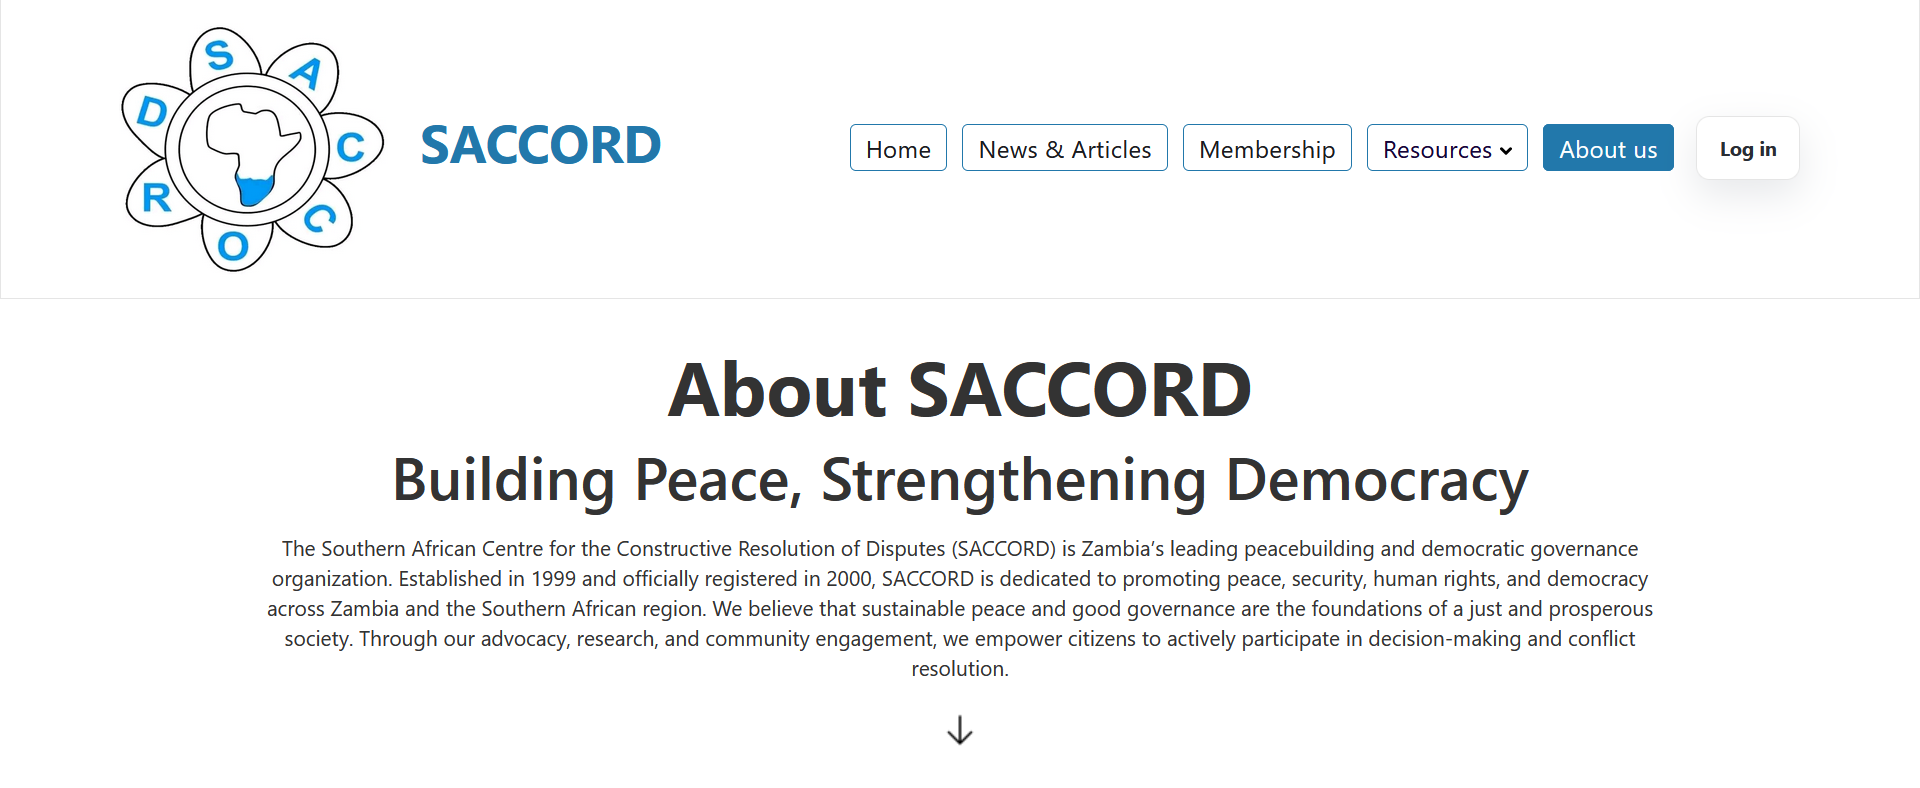 S A C C O R D
SACCORD
Home
News & Articles
Membership
Resources
About us
Log in
About SACCORD
Building Peace, Strengthening Democracy
The Southern African Centre for the Constructive Resolution of Disputes (SACCORD) is Zambia’s leading peacebuilding and democratic governance
organization. Established in 1999 and officially registered in 2000, SACCORD is dedicated to promoting peace, security, human rights, and democracy
across Zambia and the Southern African region. We believe that sustainable peace and good governance are the foundations of a just and prosperous
society. Through our advocacy, research, and community engagement, we empower citizens to actively participate in decision-making and conflict
resolution.